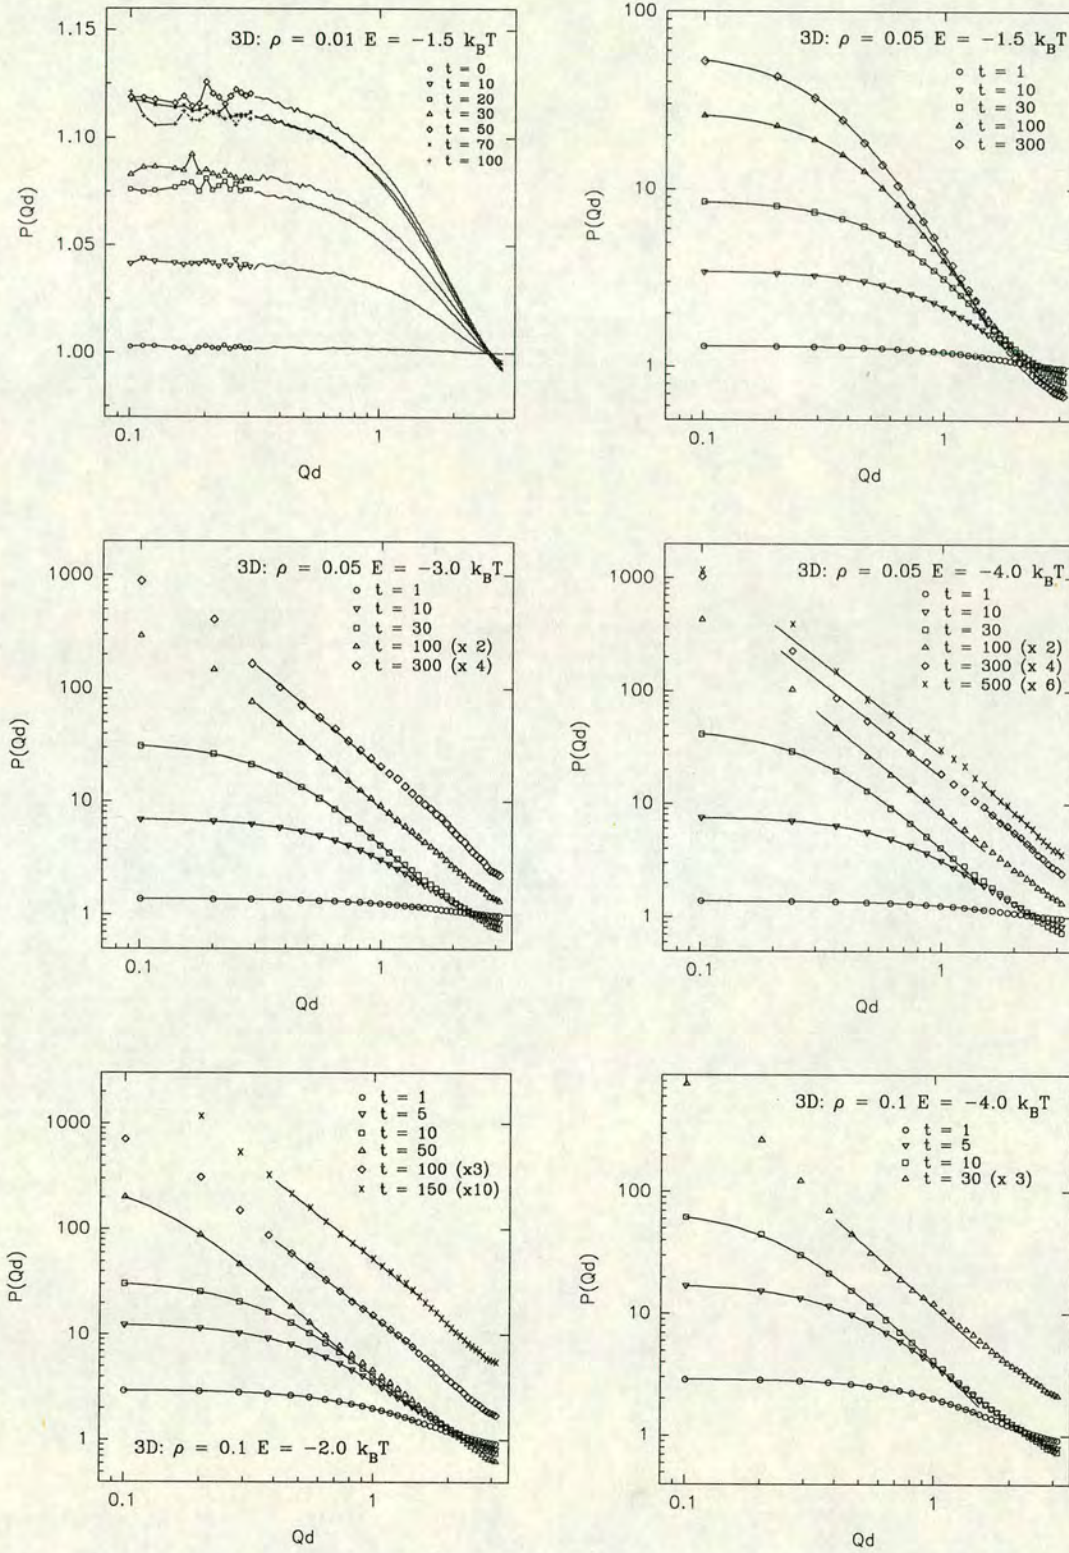 3D: ρ = 0.01 E = −1.5 k_BT
t = 0
t = 10
t = 20
t = 30
t = 50
t = 70
t = 100
1.15
1.10
1.05
1.00
P(Qd)
0.1
1
Qd
3D: ρ = 0.05 E = −1.5 k_BT
t = 1
t = 10
t = 30
t = 100
t = 300
100
10
1
P(Qd)
0.1
1
Qd
3D: ρ = 0.05 E = −3.0 k_BT
t = 1
t = 10
t = 30
t = 100 (x 2)
t = 300 (x 4)
1000
100
10
1
P(Qd)
0.1
1
Qd
3D: ρ = 0.05 E = −4.0 k_BT
t = 1
t = 10
t = 30
t = 100 (x 2)
t = 300 (x 4)
t = 500 (x 6)
1000
100
10
1
P(Qd)
0.1
1
Qd
t = 1
t = 5
t = 10
t = 50
t = 100 (x3)
t = 150 (x10)
1000
100
10
1
P(Qd)
3D: ρ = 0.1 E = −2.0 k_BT
0.1
1
Qd
3D: ρ = 0.1 E = −4.0 k_BT
t = 1
t = 5
t = 10
t = 30 (x 3)
100
10
1
P(Qd)
0.1
1
Qd